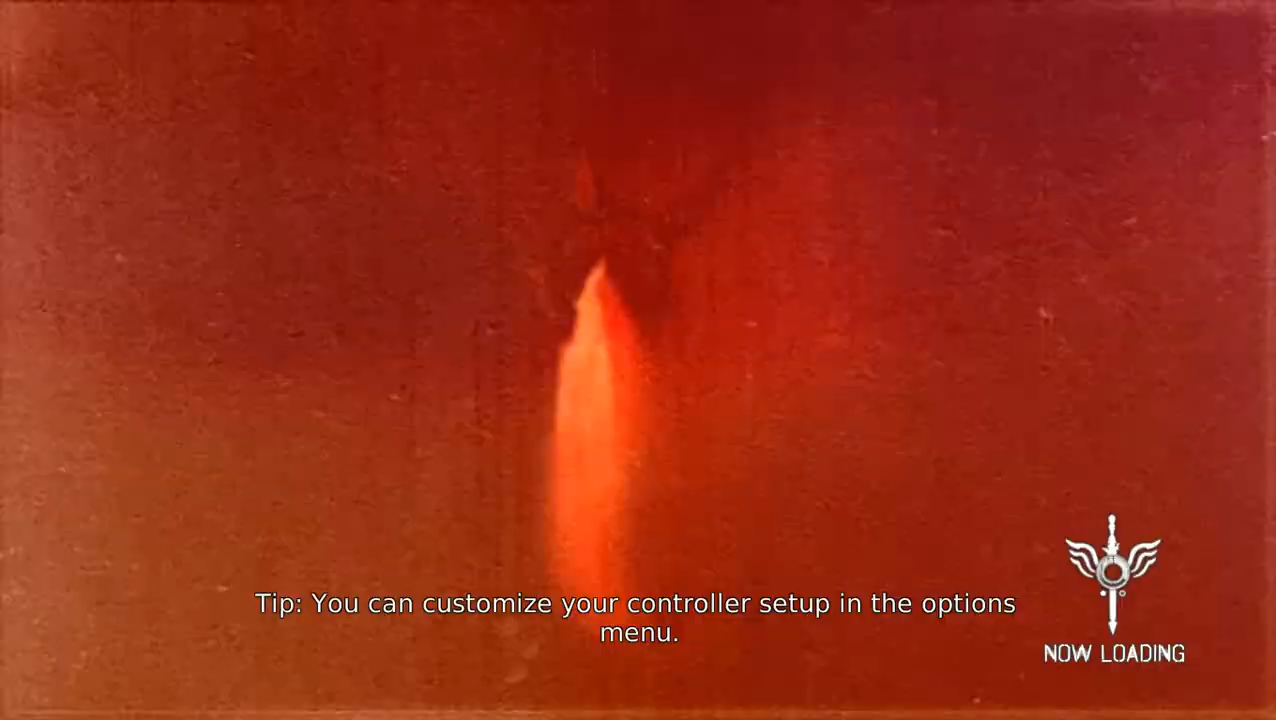 Tip: You can customize your controller setup in the options
menu.
NOW LOADING